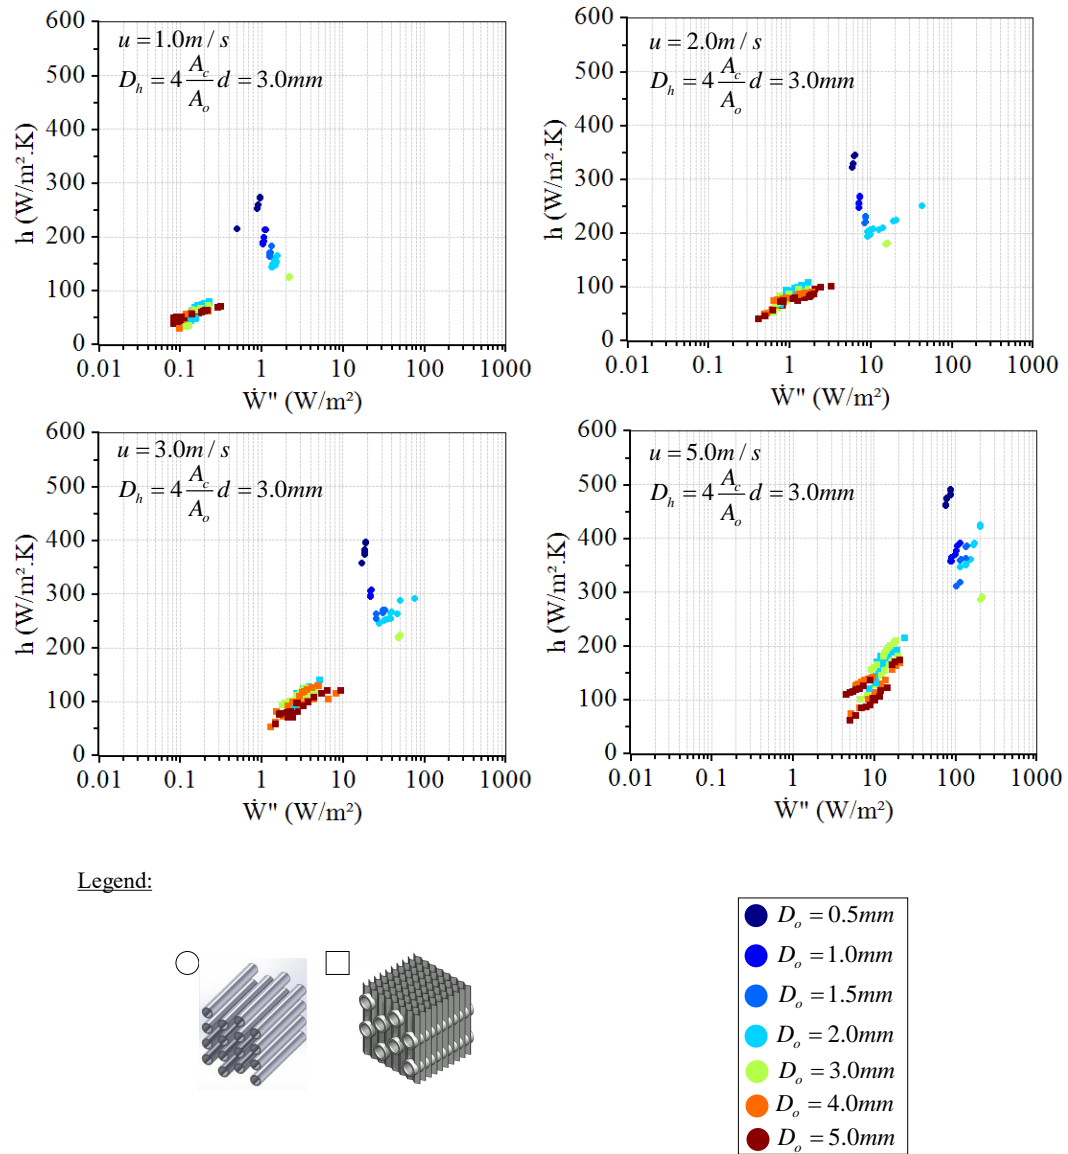 u = 1.0m / s
D_h = 4 A_c/A_o d = 3.0mm
h (W/m².K)
600
500
400
300
200
100
0
0.01 0.1 1 10 100 1000
Ẇ" (W/m²)
u = 2.0m / s
D_h = 4 A_c/A_o d = 3.0mm
h (W/m².K)
600
500
400
300
200
100
0
0.01 0.1 1 10 100 1000
Ẇ" (W/m²)
u = 3.0m / s
D_h = 4 A_c/A_o d = 3.0mm
h (W/m².K)
600
500
400
300
200
100
0
0.01 0.1 1 10 100 1000
Ẇ" (W/m²)
u = 5.0m / s
D_h = 4 A_c/A_o d = 3.0mm
h (W/m².K)
600
500
400
300
200
100
0
0.01 0.1 1 10 100 1000
Ẇ" (W/m²)
Legend:
D_o = 0.5mm
D_o = 1.0mm
D_o = 1.5mm
D_o = 2.0mm
D_o = 3.0mm
D_o = 4.0mm
D_o = 5.0mm